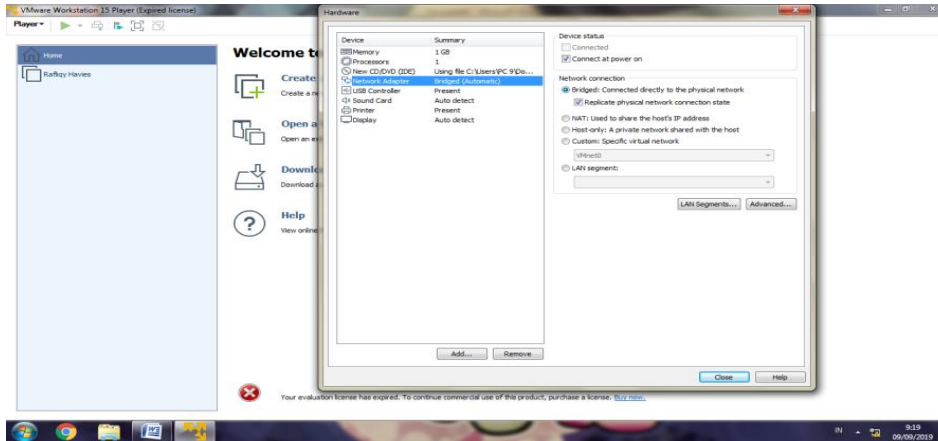 VMware Workstation 15 Player (Expired license)
Player
Home
Rafiqy Havies
Welcome to
Create
Create a
Open a
Open an
Download a
Help
View online
Your evaluation license has expired. To continue commercial use of this product, purchase a license. Buy now.
Hardware
Device Summary
Memory 1 GB
Processors 1
New CD/DVD (IDE) Using file C:\Users\PC 9\Do...
Network Adapter Bridged (Automatic)
USB Controller Present
Sound Card Auto detect
Printer Present
Display Auto detect
Add... Remove
Device status
Connected
Connect at power on
Network connection
Bridged: Connected directly to the physical network
Replicate physical network connection state
NAT: Used to share the host's IP address
Host-only: A private network shared with the host
Custom: Specific virtual network
VMnet0
LAN segment:
LAN Segments... Advanced...
Close Help
IN 9:19
09/09/2019